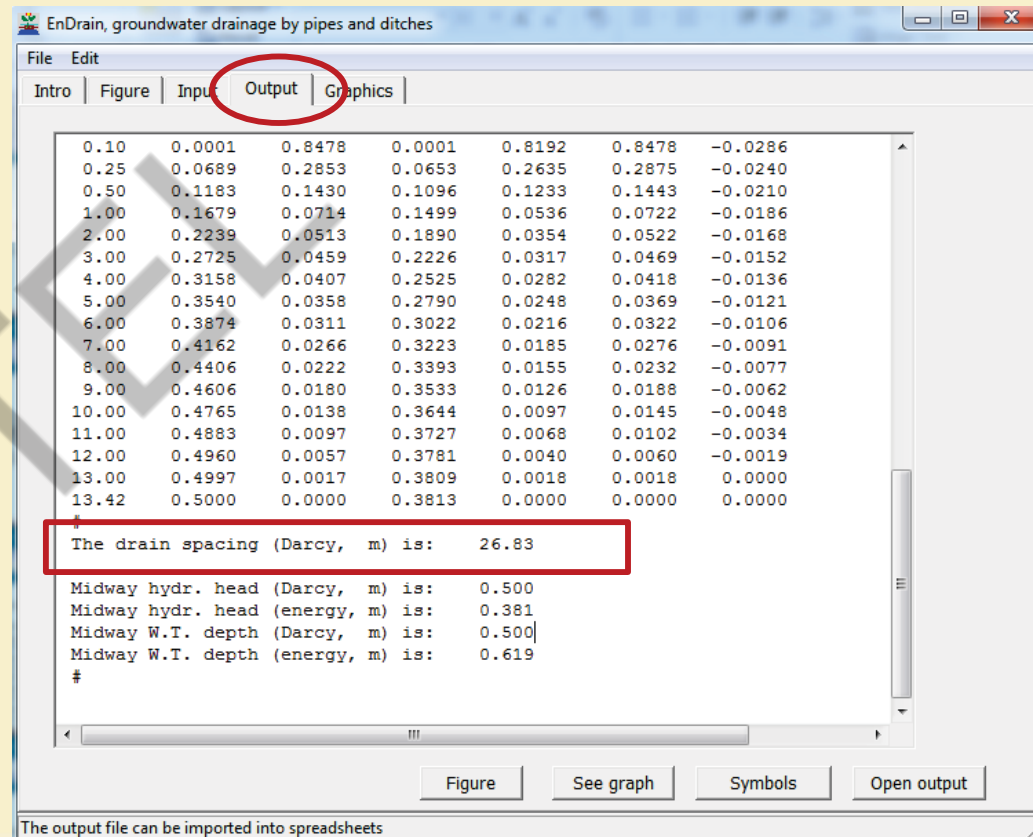 EnDrain, groundwater drainage by pipes and ditches
File Edit
Intro Figure Input Output Graphics
0.10 0.0001 0.8478 0.0001 0.8192 0.8478 -0.0286
0.25 0.0689 0.2853 0.0653 0.2635 0.2875 -0.0240
0.50 0.1183 0.1430 0.1096 0.1233 0.1443 -0.0210
1.00 0.1679 0.0714 0.1499 0.0536 0.0722 -0.0186
2.00 0.2239 0.0513 0.1890 0.0354 0.0522 -0.0168
3.00 0.2725 0.0459 0.2226 0.0317 0.0469 -0.0152
4.00 0.3158 0.0407 0.2525 0.0282 0.0418 -0.0136
5.00 0.3540 0.0358 0.2790 0.0248 0.0369 -0.0121
6.00 0.3874 0.0311 0.3022 0.0216 0.0322 -0.0106
7.00 0.4162 0.0266 0.3223 0.0185 0.0276 -0.0091
8.00 0.4406 0.0222 0.3393 0.0155 0.0232 -0.0077
9.00 0.4606 0.0180 0.3533 0.0126 0.0188 -0.0062
10.00 0.4765 0.0138 0.3644 0.0097 0.0145 -0.0048
11.00 0.4883 0.0097 0.3727 0.0068 0.0102 -0.0034
12.00 0.4960 0.0057 0.3781 0.0040 0.0060 -0.0019
13.00 0.4997 0.0017 0.3809 0.0018 0.0018 0.0000
13.42 0.5000 0.0000 0.3813 0.0000 0.0000 0.0000
#
The drain spacing (Darcy, m) is: 26.83
Midway hydr. head (Darcy, m) is: 0.500
Midway hydr. head (energy, m) is: 0.381
Midway W.T. depth (Darcy, m) is: 0.500
Midway W.T. depth (energy, m) is: 0.619
#
Figure See graph Symbols Open output
The output file can be imported into spreadsheets